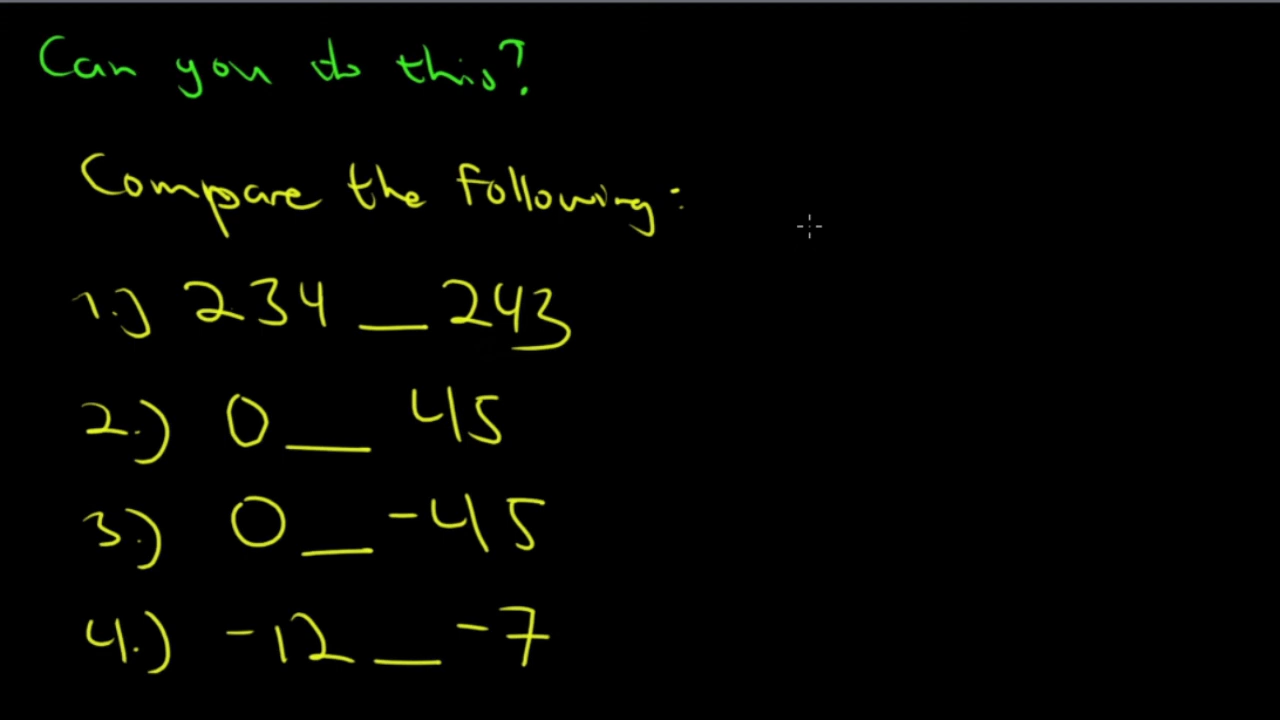 Can you do this?
Compare the following:
1.) 234 __ 243
2.) 0 __ 45
3.) 0 __ -45
4.) -12 __ -7